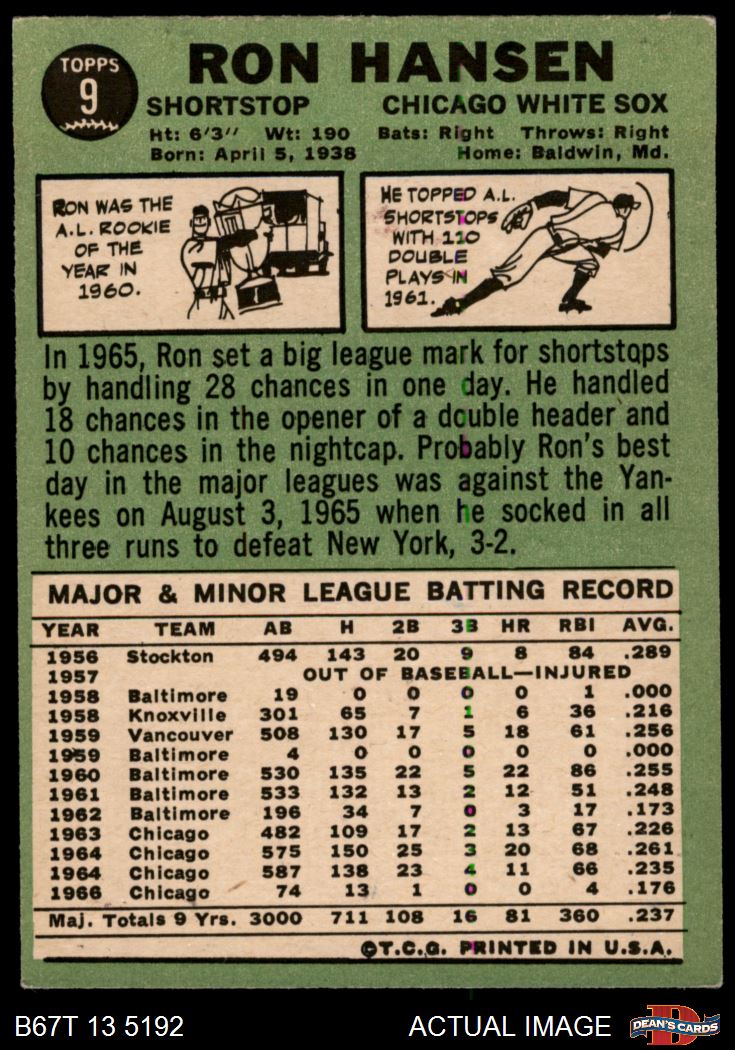 TOPPS
9
RON HANSEN
SHORTSTOP CHICAGO WHITE SOX
Ht: 6'3" Wt: 190 Bats: Right Throws: Right
Born: April 5, 1938 Home: Baldwin, Md.
RON WAS THE
A.L. ROOKIE
OF THE
YEAR IN
1960.
HE TOPPED A.L.
SHORTSTOPS
WITH 110
DOUBLE
PLAYS IN
1961.
In 1965, Ron set a big league mark for shortstops
by handling 28 chances in one day. He handled
18 chances in the opener of a double header and
10 chances in the nightcap. Probably Ron's best
day in the major leagues was against the Yan-
kees on August 3, 1965 when he socked in all
three runs to defeat New York, 3-2.
MAJOR & MINOR LEAGUE BATTING RECORD
YEAR TEAM AB H 2B 3B HR RBI AVG.
1956 Stockton 494 143 20 9 8 84 .289
1957 OUT OF BASEBALL—INJURED
1958 Baltimore 19 0 0 0 0 1 .000
1958 Knoxville 301 65 7 1 6 36 .216
1959 Vancouver 508 130 17 5 18 61 .256
1959 Baltimore 4 0 0 0 0 0 .000
1960 Baltimore 530 135 22 5 22 86 .255
1961 Baltimore 533 132 13 2 12 51 .248
1962 Baltimore 196 34 7 0 3 17 .173
1963 Chicago 482 109 17 2 13 67 .226
1964 Chicago 575 150 25 3 20 68 .261
1964 Chicago 587 138 23 4 11 66 .235
1966 Chicago 74 13 1 0 0 4 .176
Maj. Totals 9 Yrs. 3000 711 108 16 81 360 .237
©T.C.G. PRINTED IN U.S.A.
B67T 13 5192 ACTUAL IMAGE
D
DEAN'S CARDS